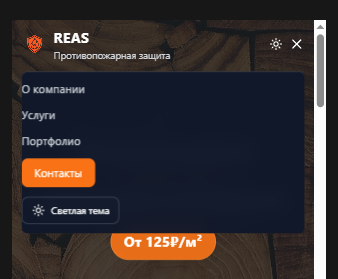 REAS
Противопожарная защита
О компании
Услуги
Портфолио
Контакты
Светлая тема
От 125₽/м²